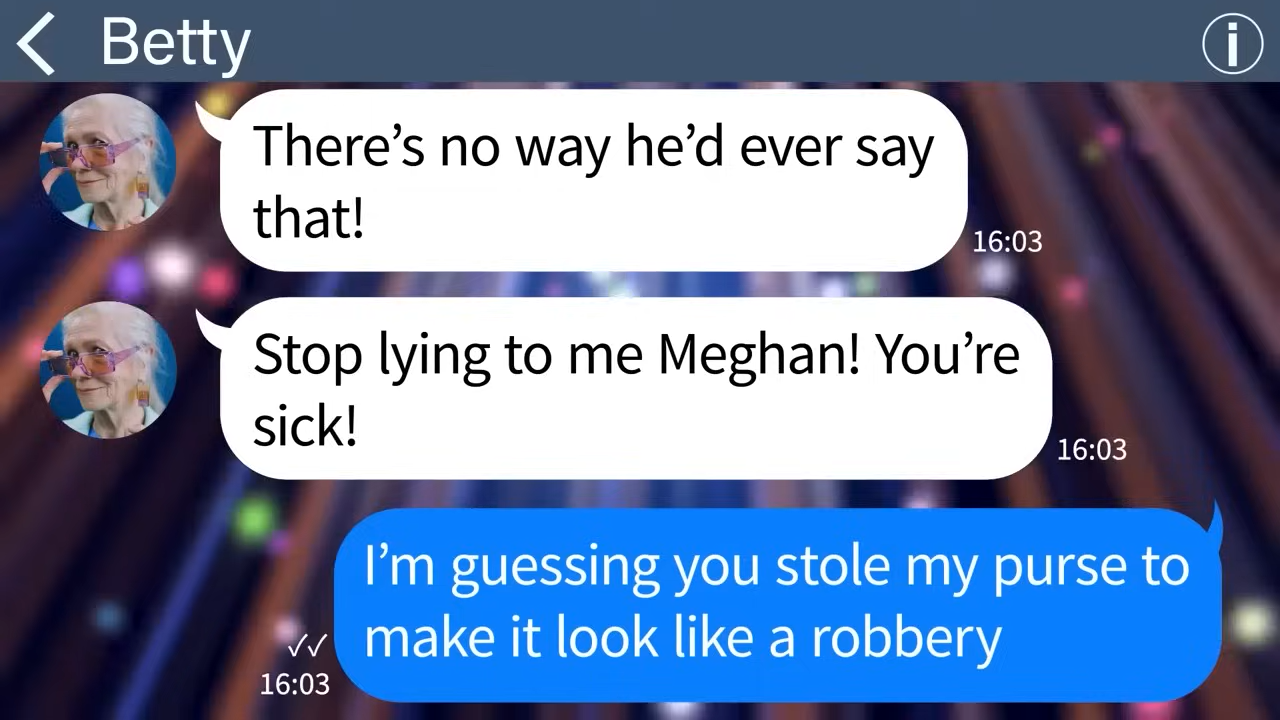 Betty
There’s no way he’d ever say
that!
16:03
Stop lying to me Meghan! You’re
sick!
16:03
I’m guessing you stole my purse to
make it look like a robbery
16:03